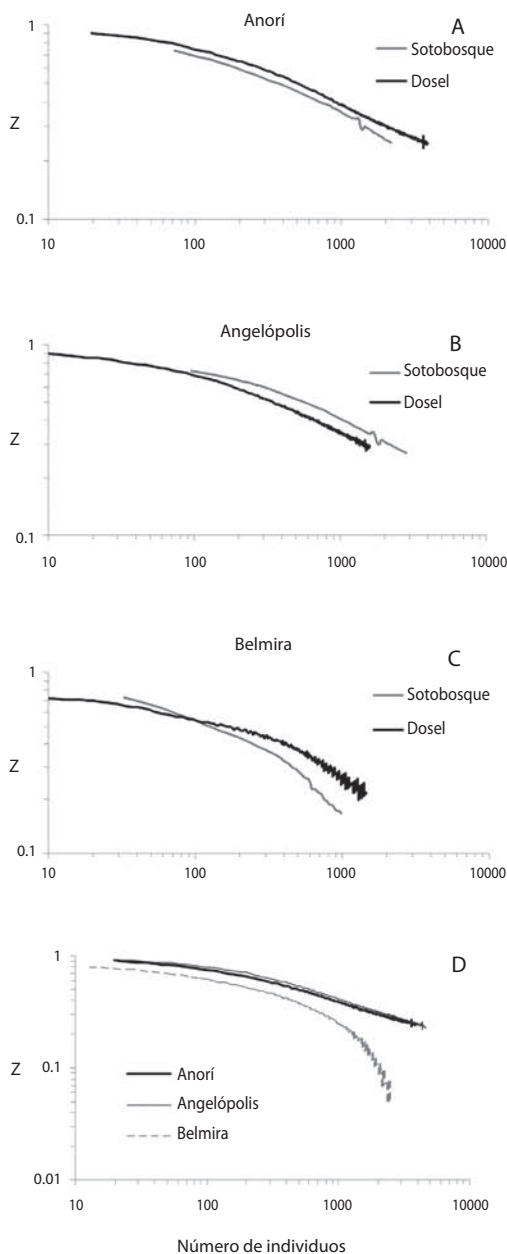 Anorí
A
1
Sotobosque
Dosel
Z
0.1
10 100 1000 10000
Angelópolis
B
1
Sotobosque
Dosel
Z
0.1
10 100 1000 10000
Belmira
C
1
Sotobosque
Dosel
Z
0.1
10 100 1000 10000
D
1
Z
0.1
Anorí
Angelópolis
Belmira
0.01
10 100 1000 10000
Número de individuos